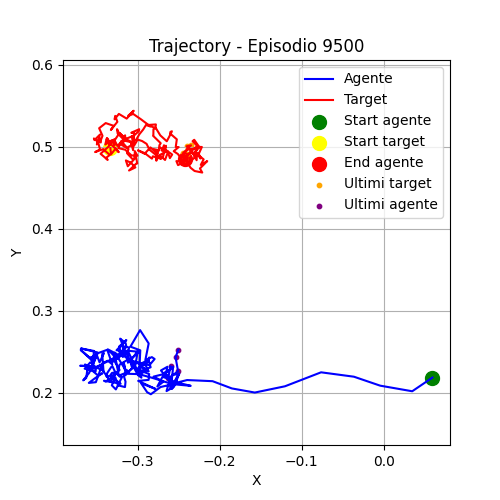 Trajectory - Episodio 9500
Agente
Target
Start agente
Start target
End agente
Ultimi target
Ultimi agente
0.6
0.5
0.4
0.3
0.2
Y
−0.3
−0.2
−0.1
0.0
X